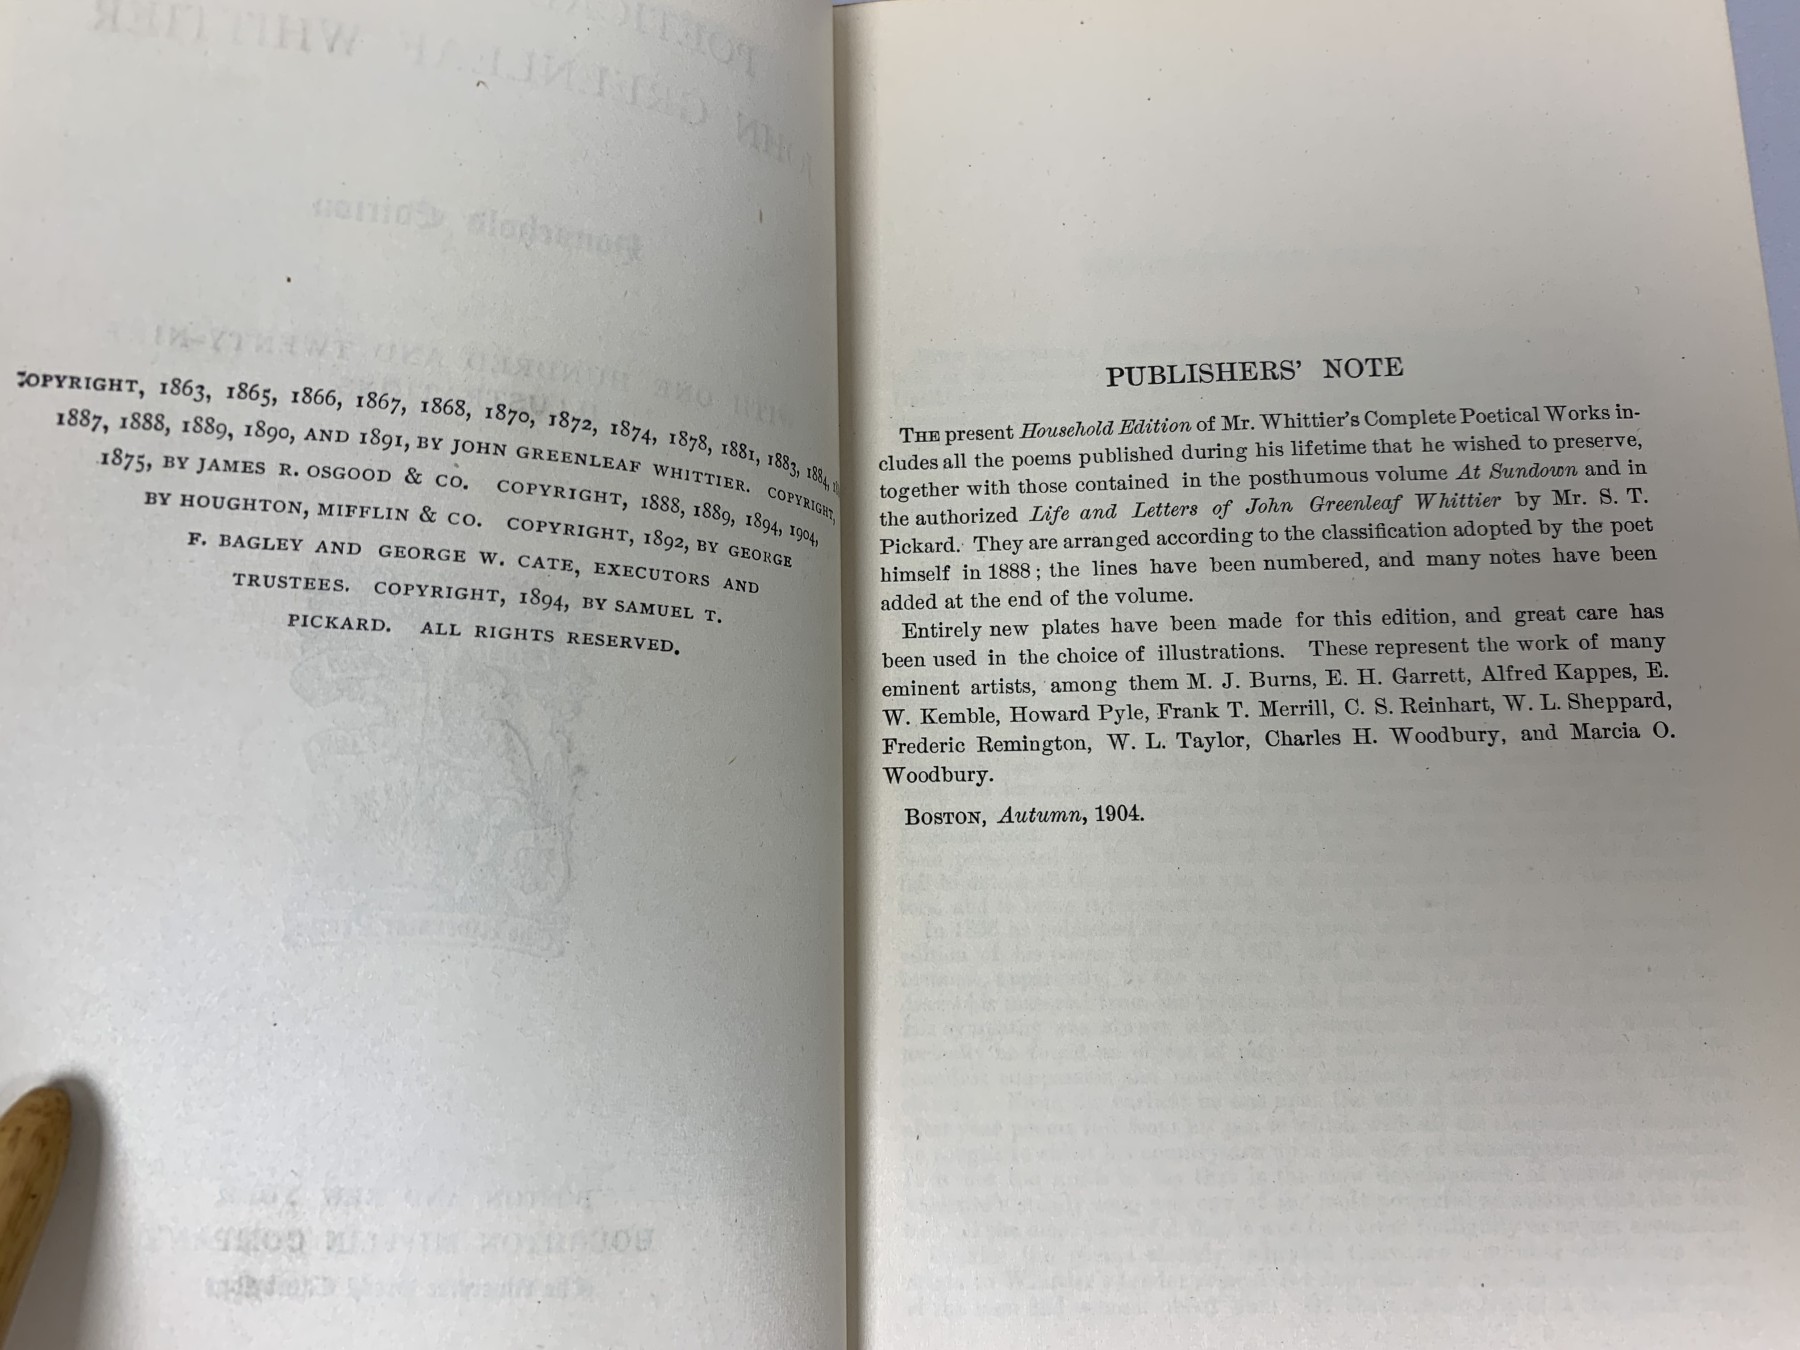 COPYRIGHT, 1863, 1865, 1866, 1867, 1868, 1870, 1872, 1874, 1878, 1881, 1883, 1884,
1887, 1888, 1889, 1890, AND 1891, BY JOHN GREENLEAF WHITTIER. COPYRIGHT,
1875, BY JAMES R. OSGOOD & CO. COPYRIGHT, 1888, 1889, 1894, 1904,
BY HOUGHTON, MIFFLIN & CO. COPYRIGHT, 1892, BY GEORGE
F. BAGLEY AND GEORGE W. CATE, EXECUTORS AND
TRUSTEES. COPYRIGHT, 1894, BY SAMUEL T.
PICKARD. ALL RIGHTS RESERVED.
PUBLISHERS' NOTE
THE present Household Edition of Mr. Whittier's Complete Poetical Works in-
cludes all the poems published during his lifetime that he wished to preserve,
together with those contained in the posthumous volume At Sundown and in
the authorized Life and Letters of John Greenleaf Whittier by Mr. S. T.
Pickard. They are arranged according to the classification adopted by the poet
himself in 1888; the lines have been numbered, and many notes have been
added at the end of the volume.
Entirely new plates have been made for this edition, and great care has
been used in the choice of illustrations. These represent the work of many
eminent artists, among them M. J. Burns, E. H. Garrett, Alfred Kappes, E.
W. Kemble, Howard Pyle, Frank T. Merrill, C. S. Reinhart, W. L. Sheppard,
Frederic Remington, W. L. Taylor, Charles H. Woodbury, and Marcia O.
Woodbury.
BOSTON, Autumn, 1904.